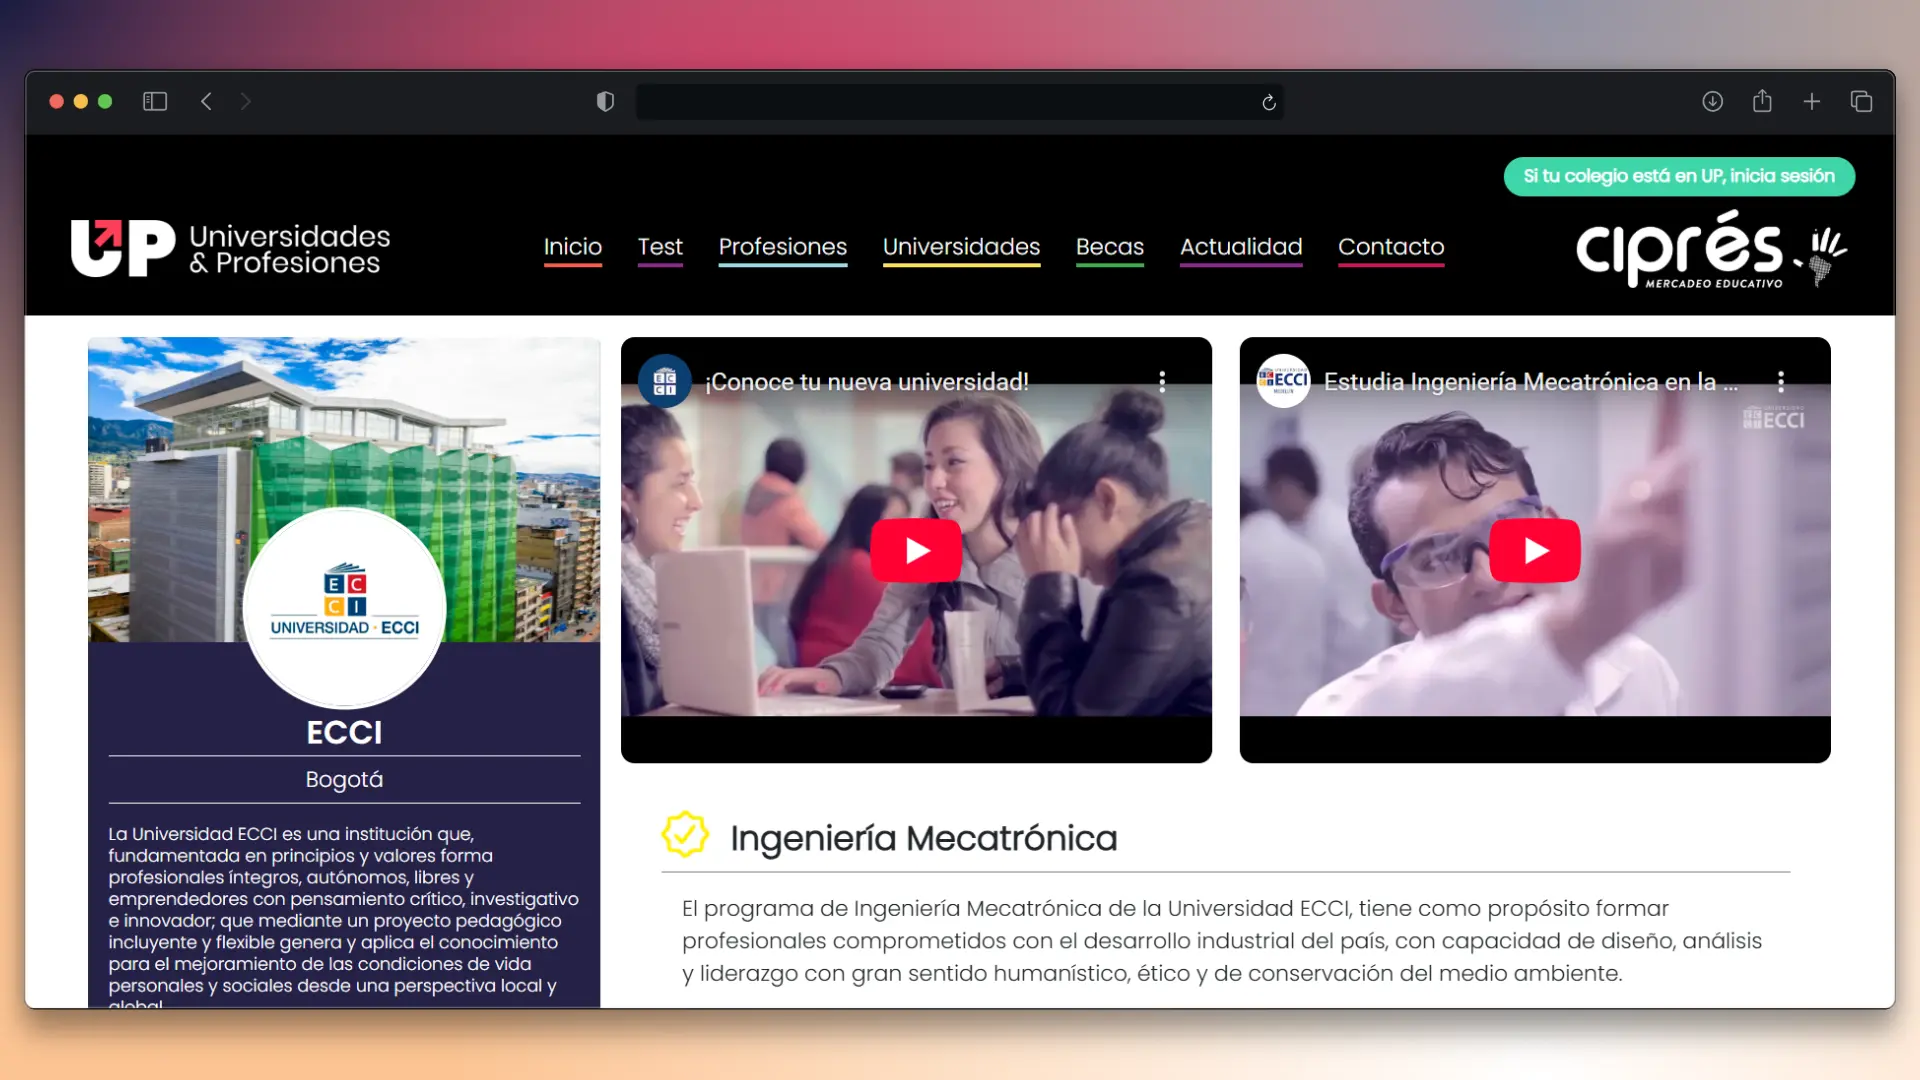 Si tu colegio está en UP, inicia sesión
UP Universidades
& Profesiones
Inicio Test Profesiones Universidades Becas Actualidad Contacto
ciprés
MERCADEO EDUCATIVO
¡Conoce tu nueva universidad!
ECCI
Estudia Ingeniería Mecatrónica en la ...
ECCI
E C
C I
UNIVERSIDAD · ECCI
ECCI
Bogotá
La Universidad ECCI es una institución que,
fundamentada en principios y valores forma
profesionales íntegros, autónomos, libres y
emprendedores con pensamiento crítico, investigativo
e innovador; que mediante un proyecto pedagógico
incluyente y flexible genera y aplica el conocimiento
para el mejoramiento de las condiciones de vida
personales y sociales desde una perspectiva local y
global
Ingeniería Mecatrónica
El programa de Ingeniería Mecatrónica de la Universidad ECCI, tiene como propósito formar
profesionales comprometidos con el desarrollo industrial del país, con capacidad de diseño, análisis
y liderazgo con gran sentido humanístico, ético y de conservación del medio ambiente.